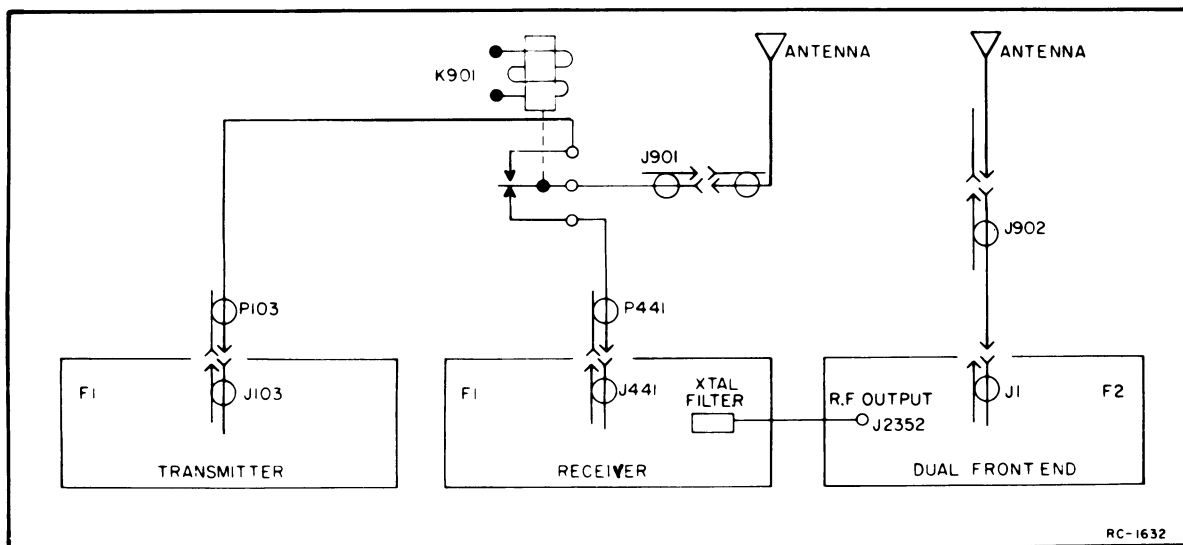 K901
ANTENNA
ANTENNA
J901
J902
P103
P441
F1
J103
TRANSMITTER
F1
J441
XTAL
FILTER
RECEIVER
R.F OUTPUT
J2352
J1
F2
DUAL FRONT END
RC-1632